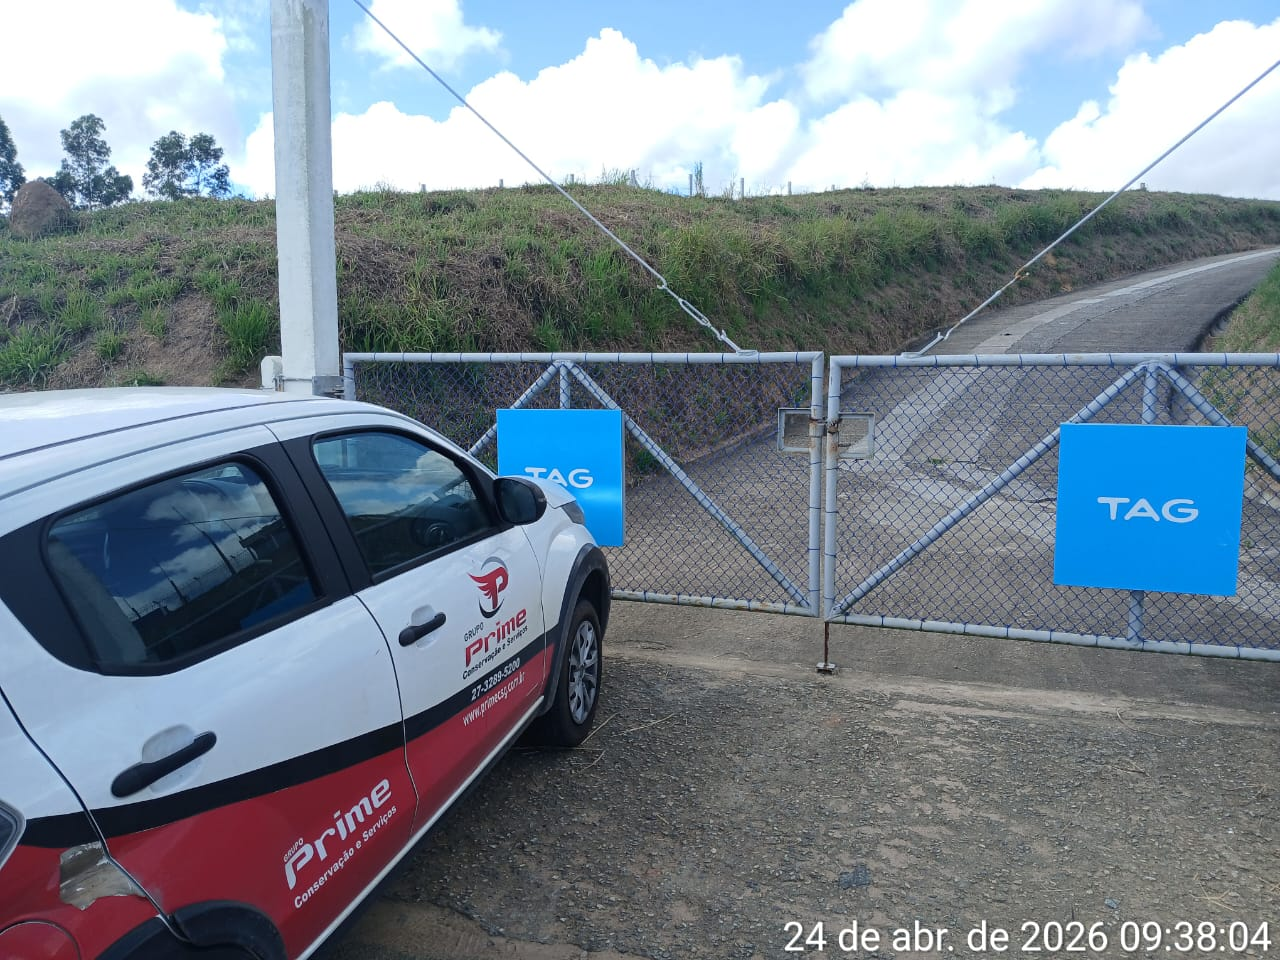 TAG
TAG
P
GRUPO
Prime
Conservação e Serviços
27-3289-5200
www.primecsg.com.br
GRUPO
Prime
Conservação e Serviços
24 de abr. de 2026 09:38:04